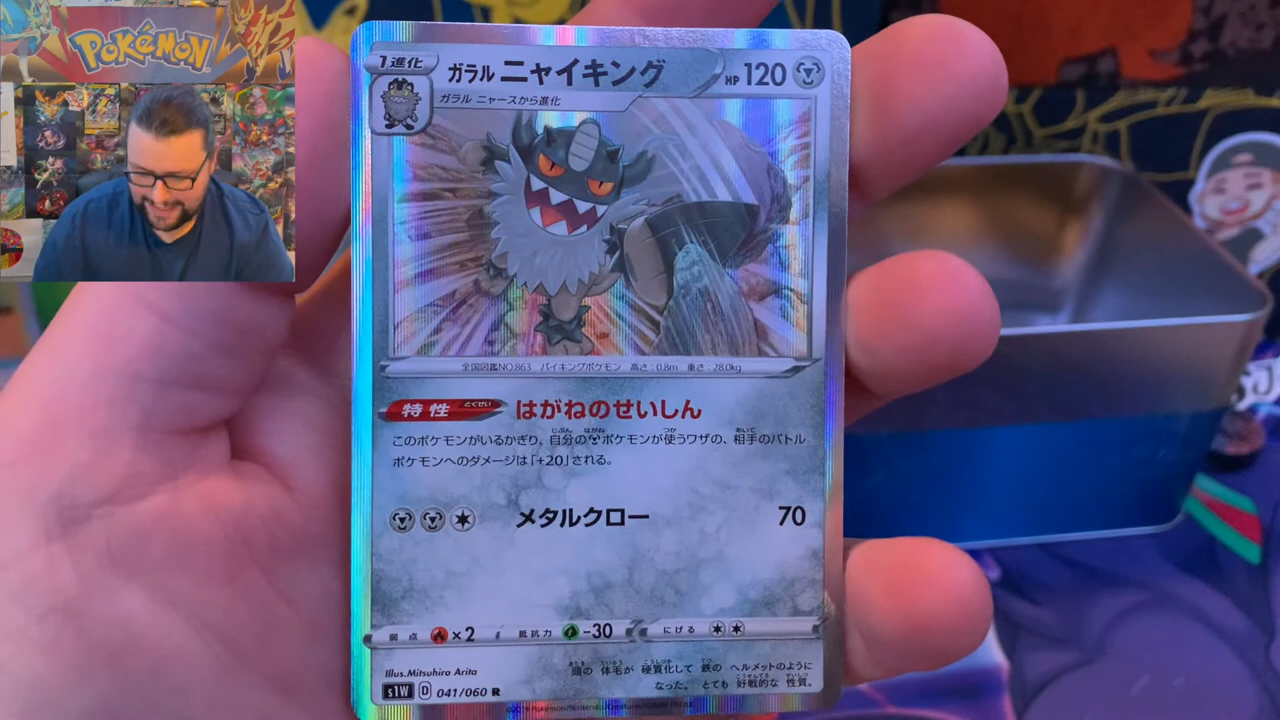 POKÉMON
1進化
ガラル ニャイキング
HP 120
ガラル ニャースから進化
全国図鑑NO.863 バイキングポケモン 高さ:0.8m 重さ:28.0kg
特性 とくせい はがねのせいしん
このポケモンがいるかぎり、自分のポケモンが使うワザの、相手のバトル
ポケモンへのダメージは「+20」される。
メタルクロー 70
弱点 ×2 抵抗力 -30 にげる
Illus.Mitsuhiro Arita
頭の 体毛が 硬質化して 鉄の ヘルメットのように
なった。 とても 好戦的な 性質。
s1W D 041/060 R